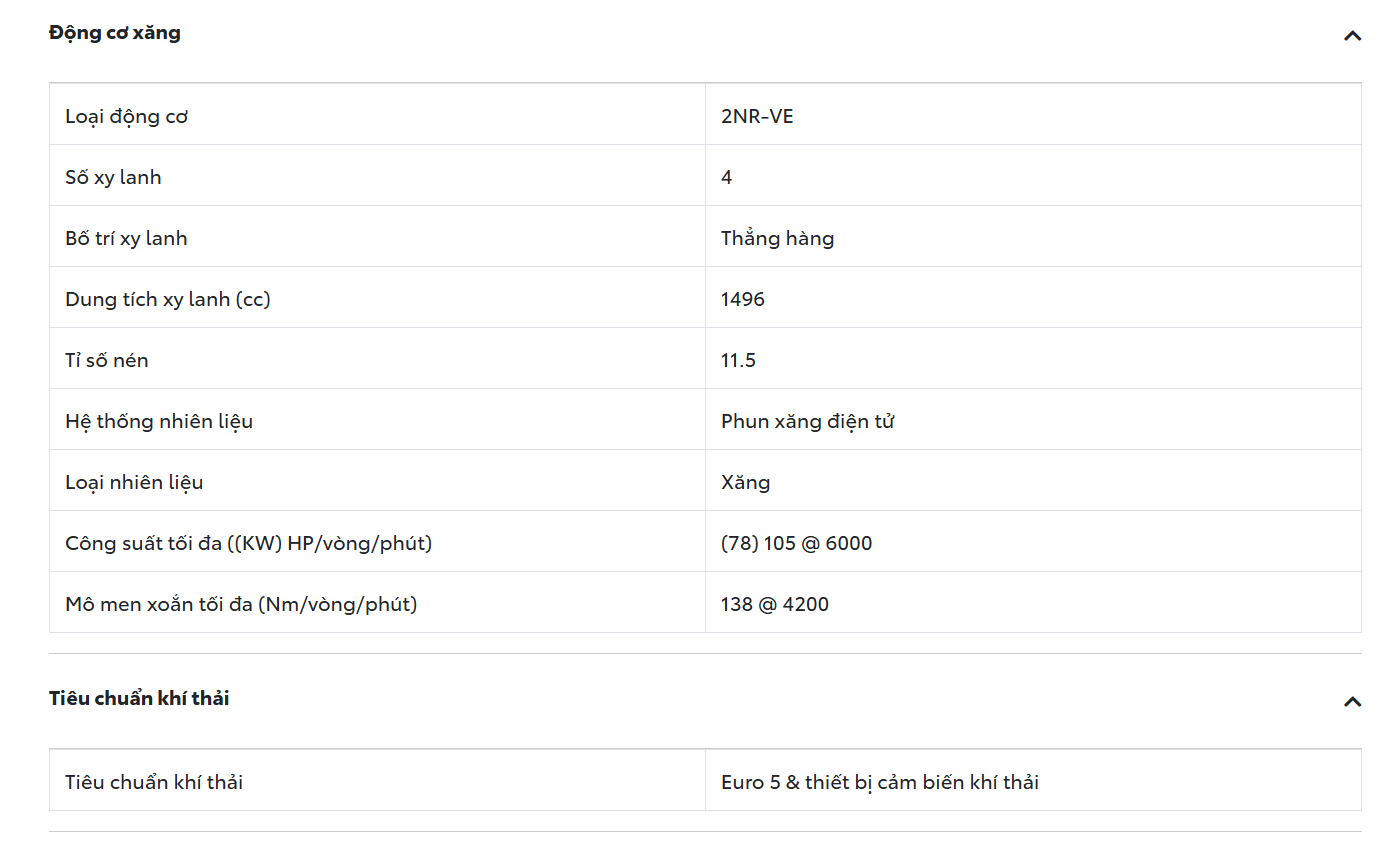 Động cơ xăng
Loại động cơ 2NR-VE
Số xy lanh 4
Bố trí xy lanh Thẳng hàng
Dung tích xy lanh (cc) 1496
Tỉ số nén 11.5
Hệ thống nhiên liệu Phun xăng điện tử
Loại nhiên liệu Xăng
Công suất tối đa ((KW) HP/vòng/phút) (78) 105 @ 6000
Mô men xoắn tối đa (Nm/vòng/phút) 138 @ 4200
Tiêu chuẩn khí thải
Tiêu chuẩn khí thải Euro 5 & thiết bị cảm biến khí thải